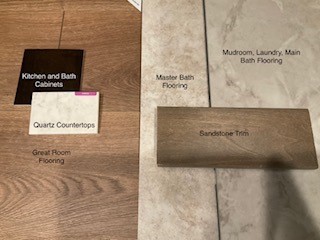 Kitchen and Bath
Cabinets
Quartz Countertops
Great Room
Flooring
Master Bath
Flooring
Mudroom, Laundry, Main
Bath Flooring
Sandstone Trim